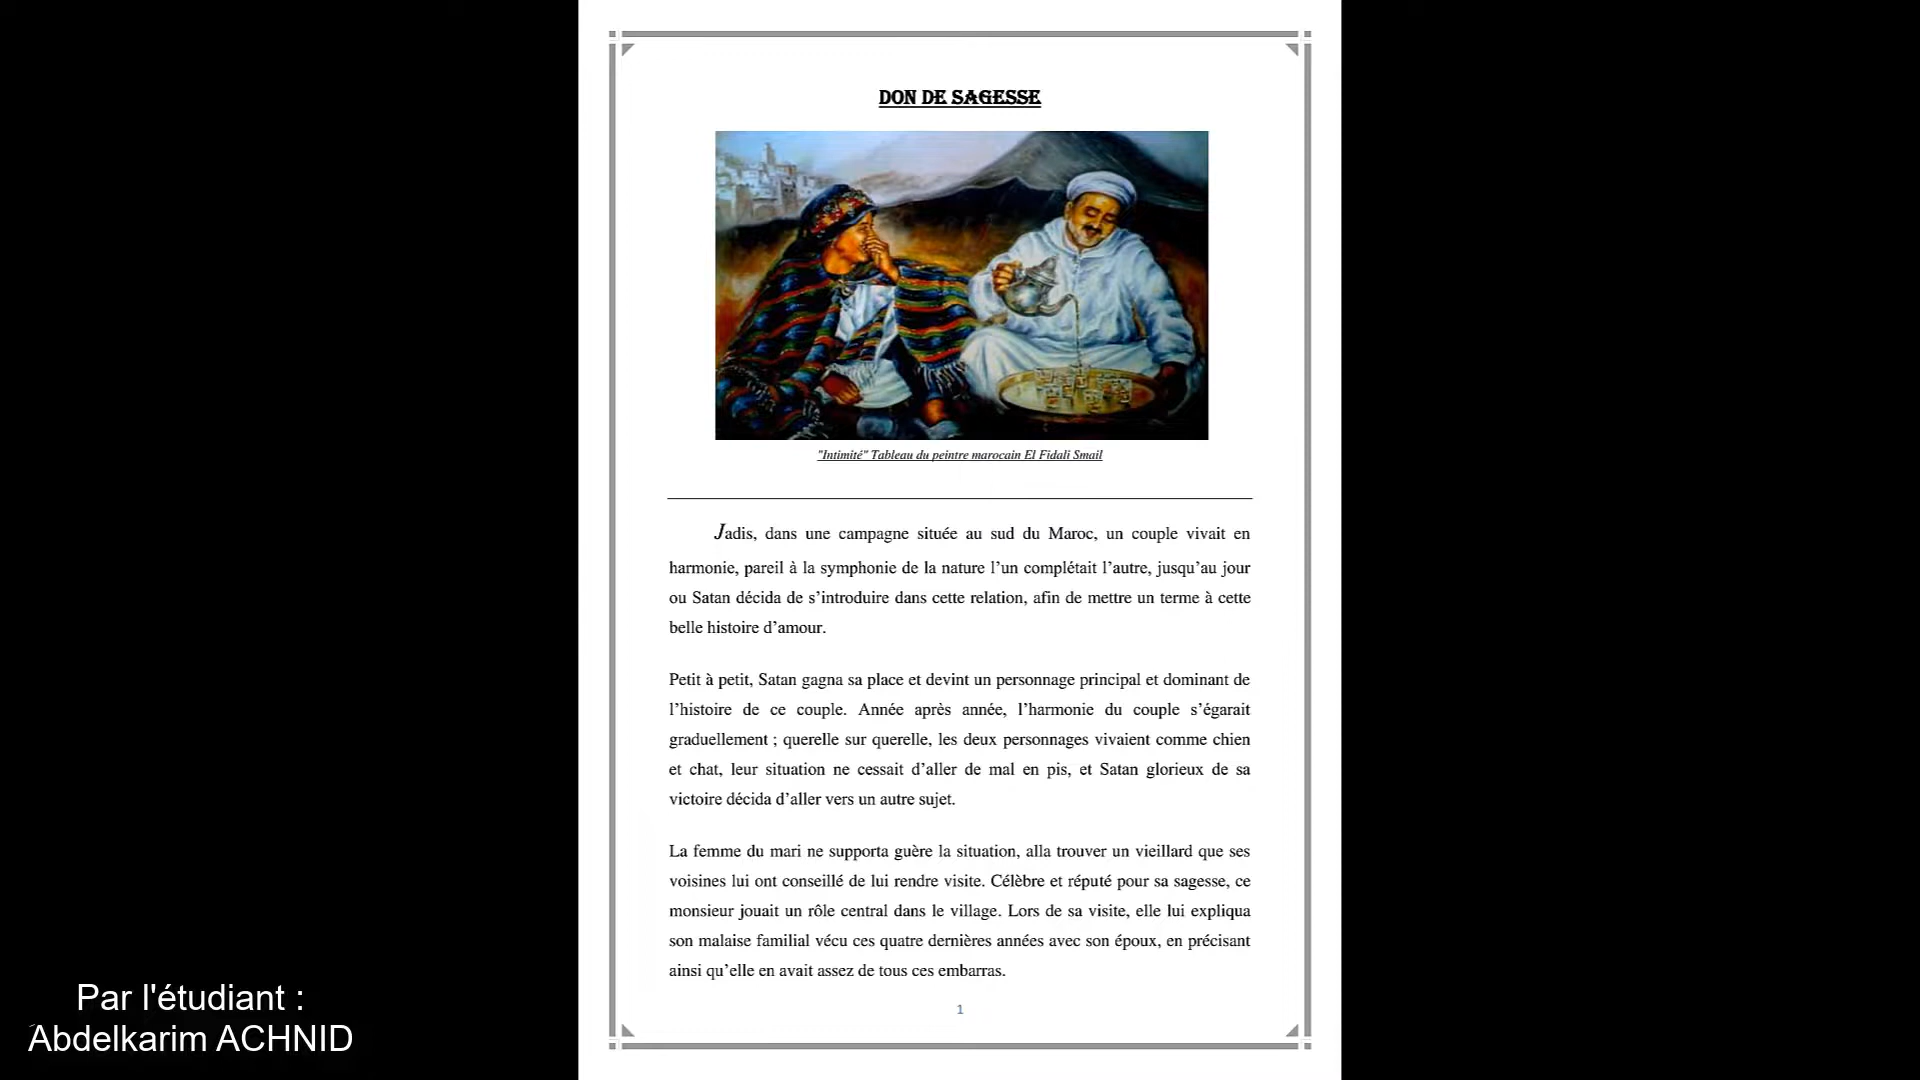 DON DE SAGESSE
"Intimité" Tableau du peintre marocain El Fidali Smail
Jadis, dans une campagne située au sud du Maroc, un couple vivait en
harmonie, pareil à la symphonie de la nature l’un complétait l’autre, jusqu’au jour
ou Satan décida de s’introduire dans cette relation, afin de mettre un terme à cette
belle histoire d’amour.
Petit à petit, Satan gagna sa place et devint un personnage principal et dominant de
l’histoire de ce couple. Année après année, l’harmonie du couple s’égarait
graduellement ; querelle sur querelle, les deux personnages vivaient comme chien
et chat, leur situation ne cessait d’aller de mal en pis, et Satan glorieux de sa
victoire décida d’aller vers un autre sujet.
La femme du mari ne supporta guère la situation, alla trouver un vieillard que ses
voisines lui ont conseillé de lui rendre visite. Célèbre et réputé pour sa sagesse, ce
monsieur jouait un rôle central dans le village. Lors de sa visite, elle lui expliqua
son malaise familial vécu ces quatre dernières années avec son époux, en précisant
ainsi qu’elle en avait assez de tous ces embarras.
1
Par l'étudiant :
Abdelkarim ACHNID